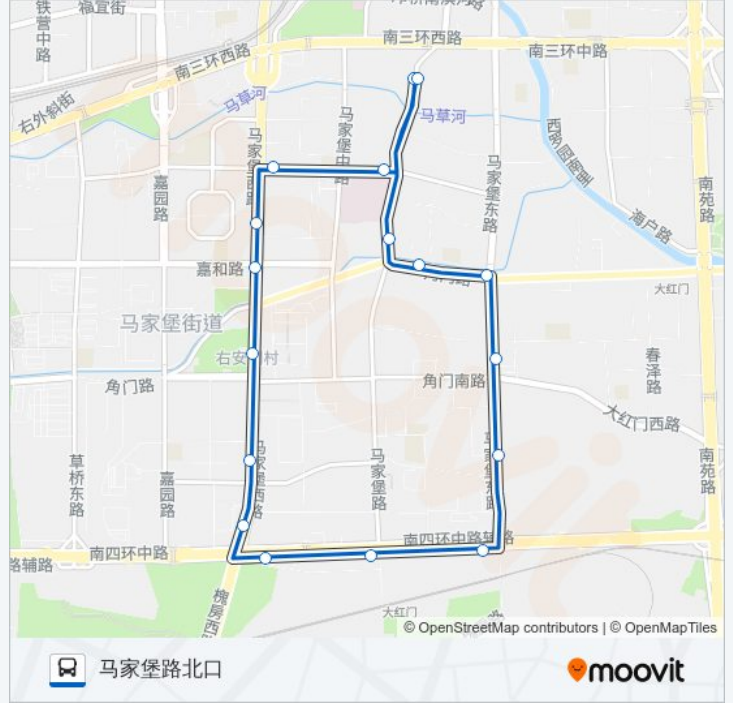 铁营中路
福宜街
南三环西路
南三环中路
南三环西路
右外斜街
马草河
马草河
马家堡中路
马家堡西路
嘉园路
马家堡东路
南苑路
海户路
嘉和路
大红门
马家堡街道
右安 村
角门路
角门南路
春泽路
大红门西路
草桥东路
嘉园路
马家堡西路
马家堡路
马家堡东路
南苑路
路辅路
南四环中路
南四环中路辅路
槐房西路
大红门
© OpenStreetMap contributors | © OpenMapTiles
马家堡路北口
moovit